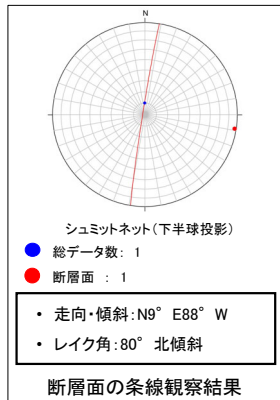 N
シュミットネット(下半球投影)
総データ数: 1
断層面 : 1
• 走向・傾斜:N9° E88° W
• レイク角:80° 北傾斜
断層面の条線観察結果